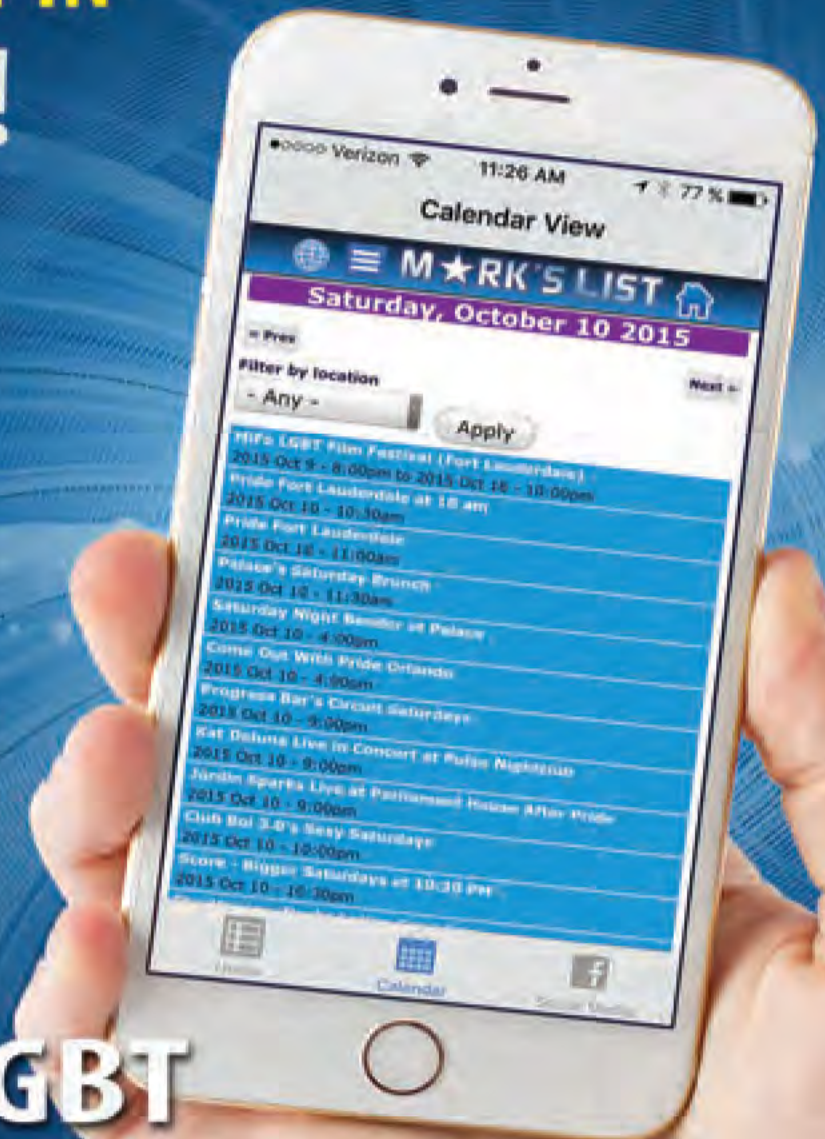 IN
!
Verizon 11:26 AM 77 %
Calendar View
M★RK'S LIST
Saturday, October 10 2015
« Prev
Next »
Filter by location
- Any -
Apply
MiFo LGBT Film Festival (Fort Lauderdale)
2015 Oct 9 - 8:00pm to 2015 Oct 18 - 10:00pm
Pride Fort Lauderdale at 10 am
2015 Oct 10 - 10:30am
Pride Fort Lauderdale
2015 Oct 10 - 11:00am
Palace's Saturday Brunch
2015 Oct 10 - 11:30am
Saturday Night Bender at Palace
2015 Oct 10 - 4:00pm
Come Out With Pride Orlando
2015 Oct 10 - 4:00pm
Progress Bar's Circuit Saturdays
2015 Oct 10 - 9:00pm
Kat Deluna Live in Concert at Pulse Nightclub
2015 Oct 10 - 9:00pm
Jordin Sparks Live at Parliament House After Pride
2015 Oct 10 - 9:00pm
Club Boi 3.0's Sexy Saturdays
2015 Oct 10 - 10:00pm
Score - Bigger Saturdays at 10:30 PM
2015 Oct 10 - 10:30pm
Calendar
Social Media
GBT